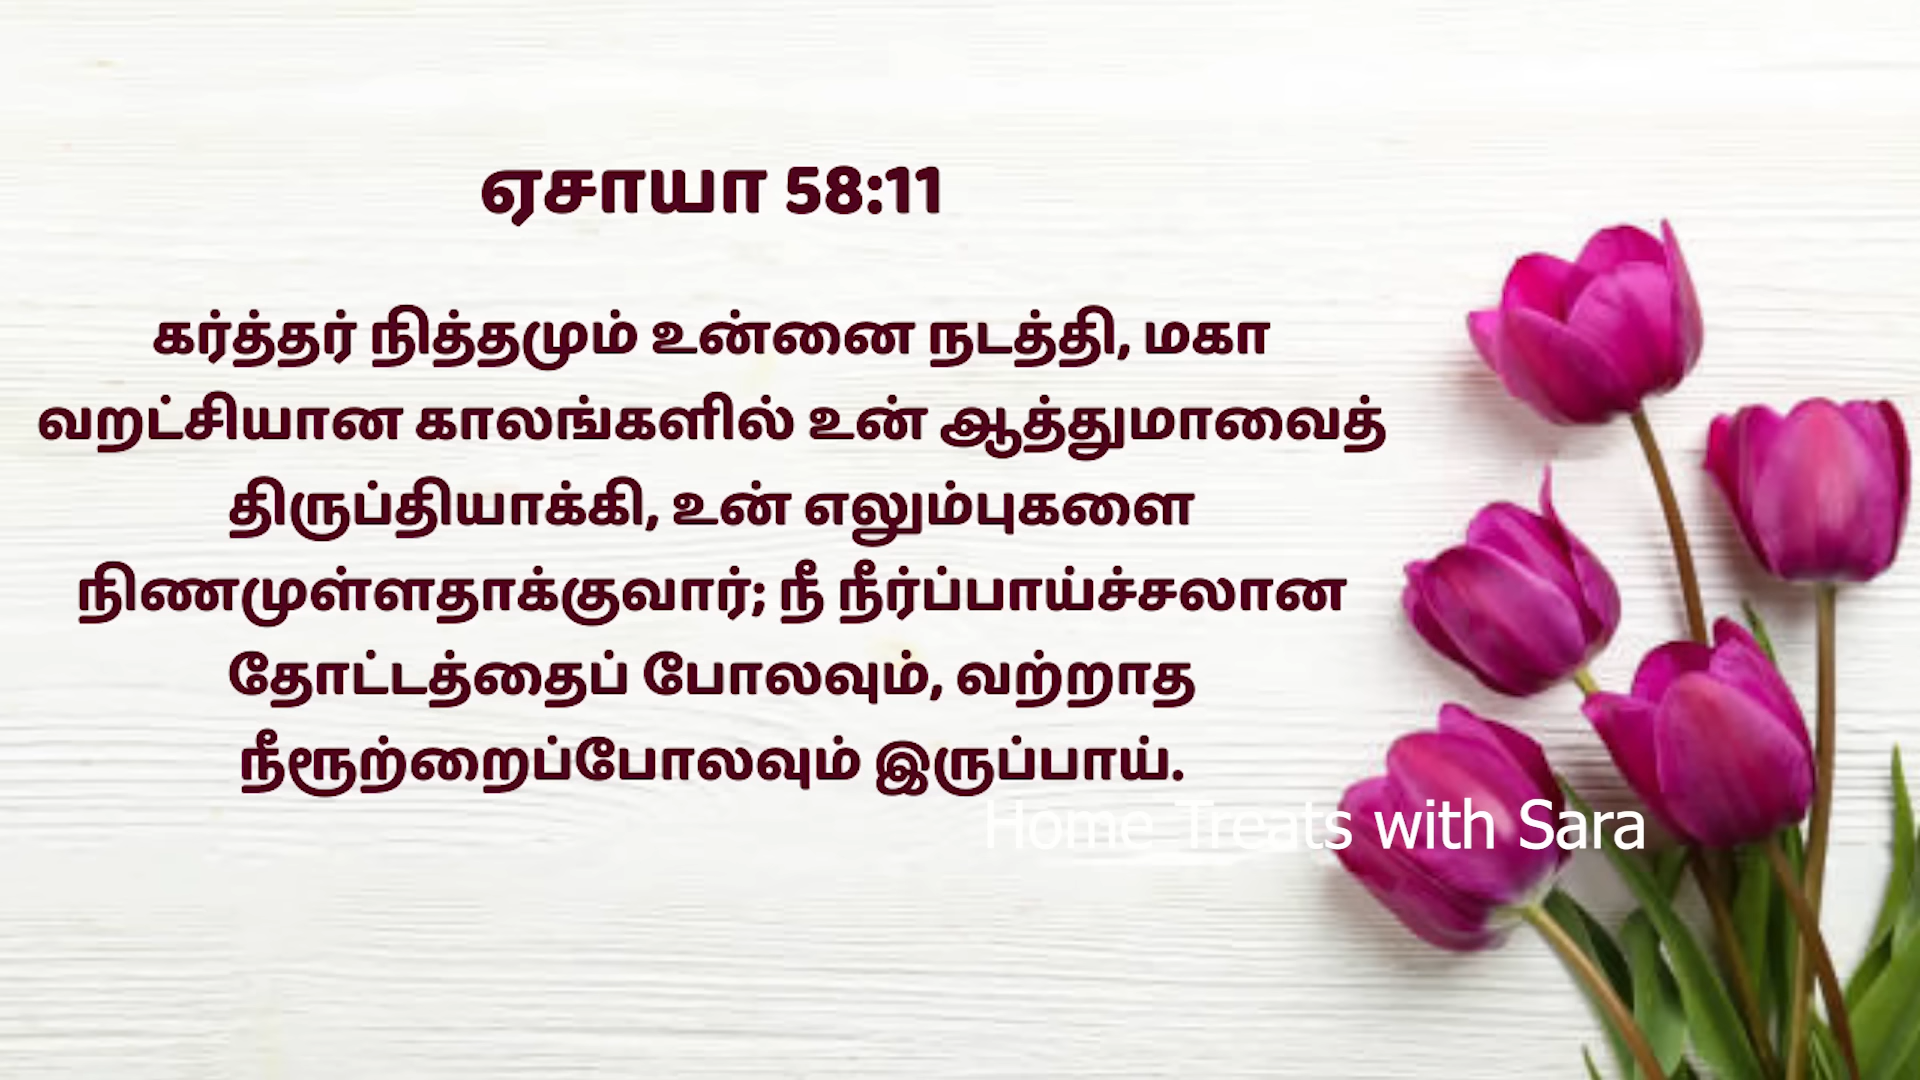 ஏசாயா 58:11
கர்த்தர் நித்தமும் உன்னை நடத்தி, மகா
வறட்சியான காலங்களில் உன் ஆத்துமாவைத்
திருப்தியாக்கி, உன் எலும்புகளை
நிணமுள்ளதாக்குவார்; நீ நீர்ப்பாய்ச்சலான
தோட்டத்தைப் போலவும், வற்றாத
நீரூற்றைப்போலவும் இருப்பாய்.
Home Treats with Sara